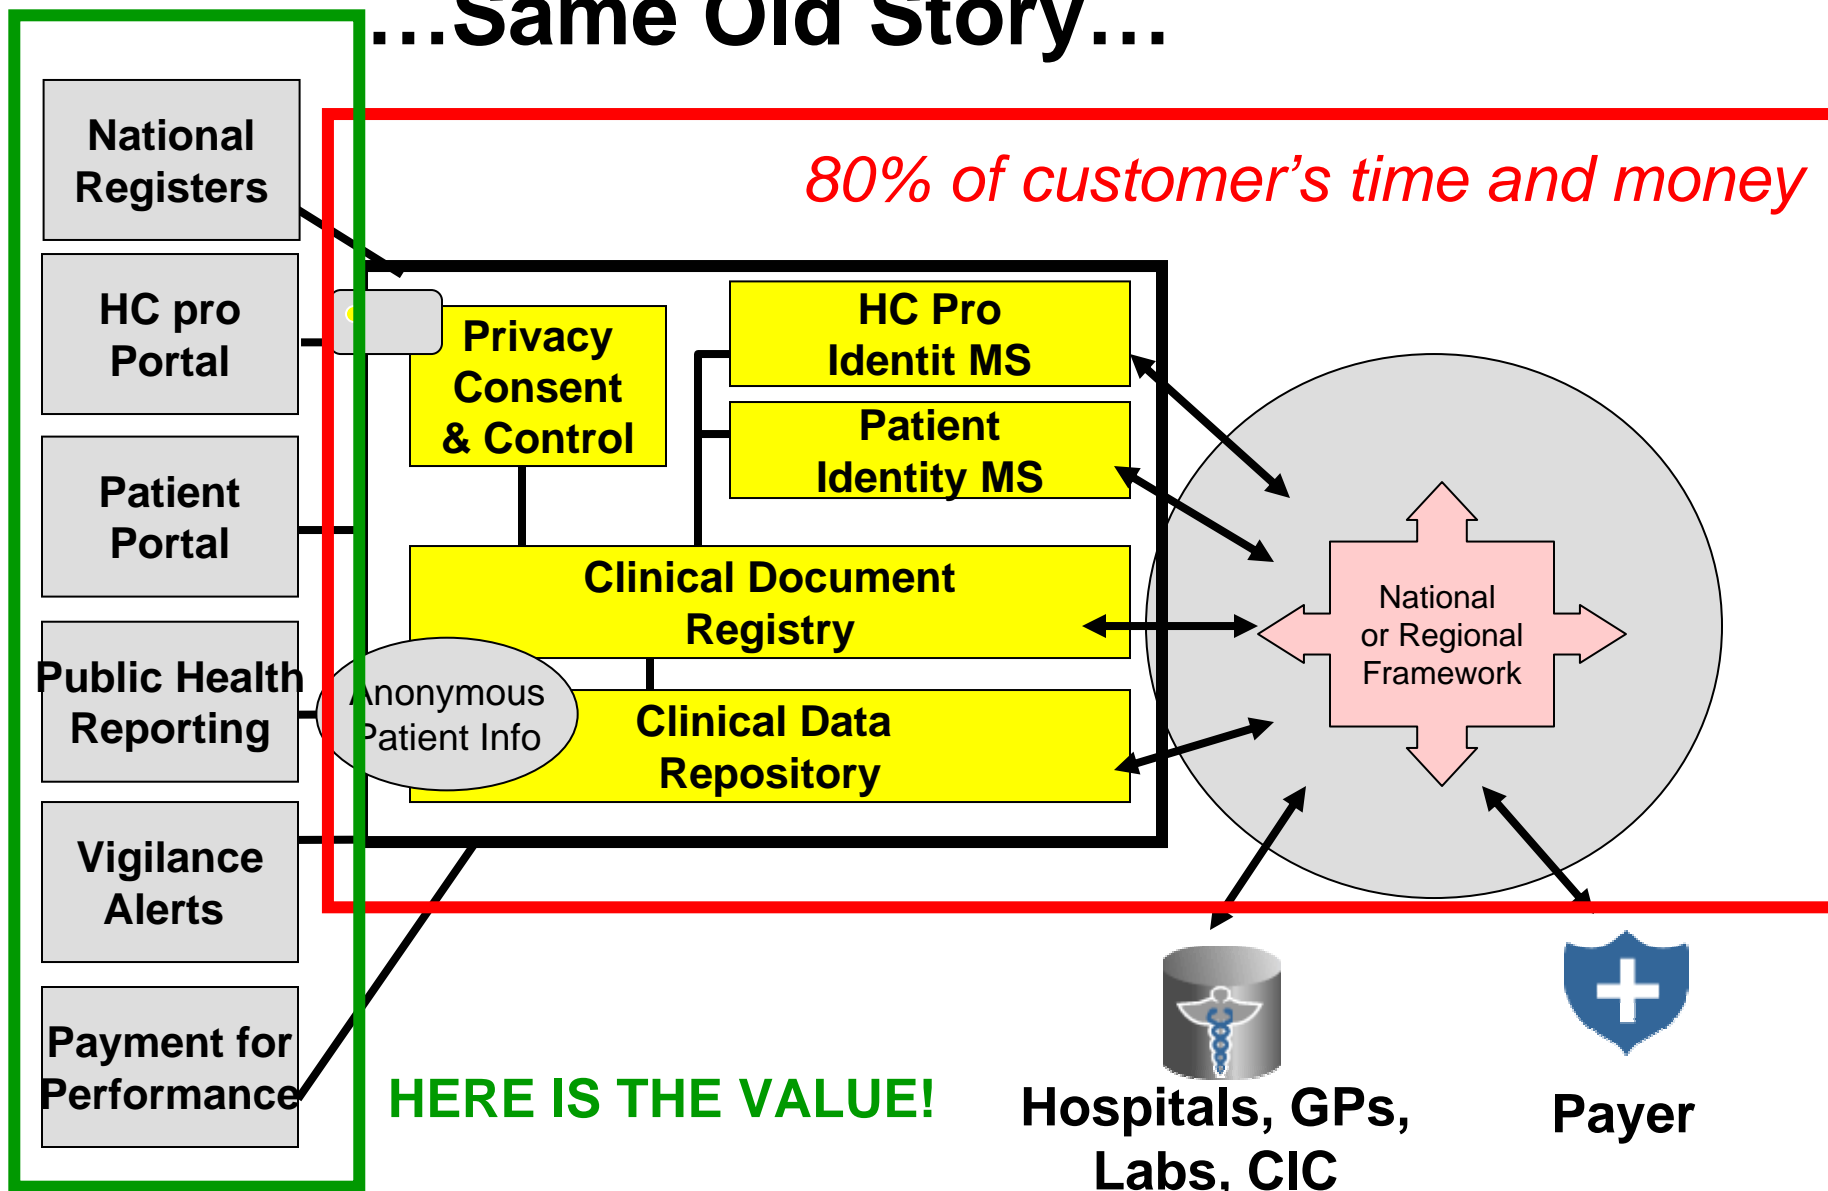 …Same Old Story…
80% of customer’s time and money
National
Registers
HC pro
Portal
Patient
Portal
Public Health
Reporting
Vigilance
Alerts
Payment for
Performance
Privacy
Consent
& Control
HC Pro
Identit MS
Patient
Identity MS
Clinical Document
Registry
Anonymous
Patient Info
Clinical Data
Repository
National
or Regional
Framework
HERE IS THE VALUE!
Hospitals, GPs,
Labs, CIC
Payer